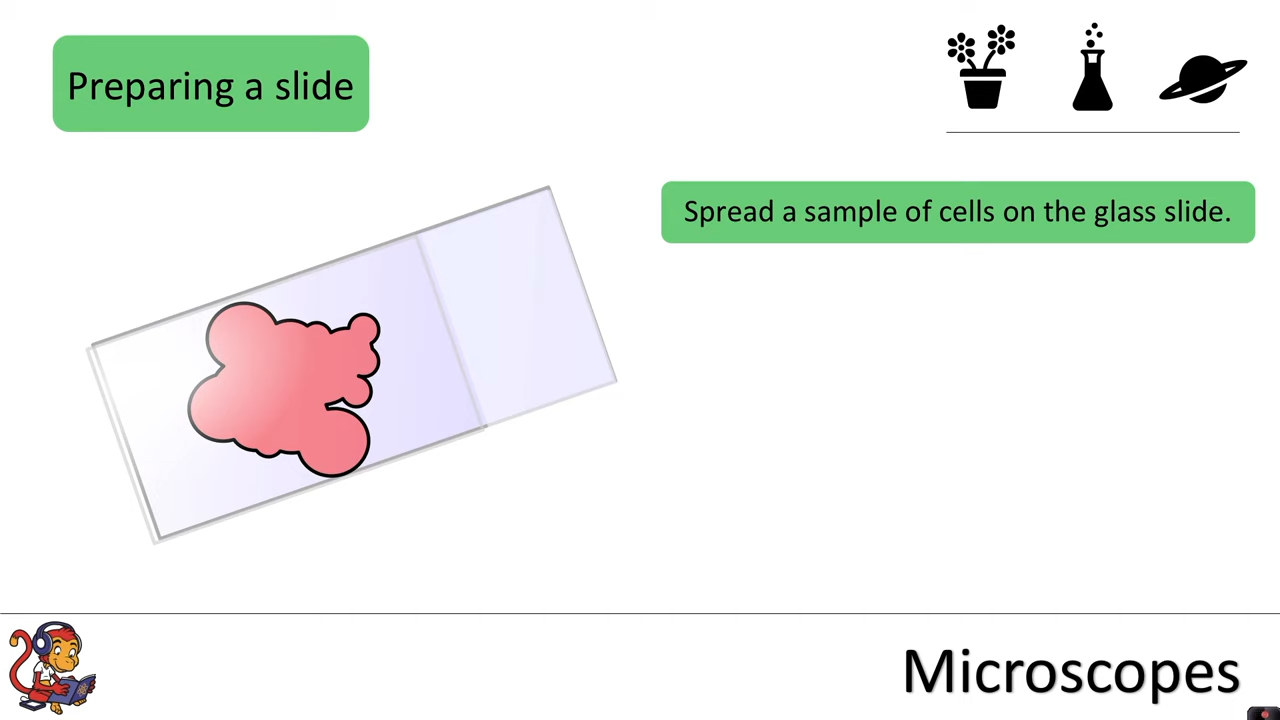 Preparing a slide
Spread a sample of cells on the glass slide.
Microscopes